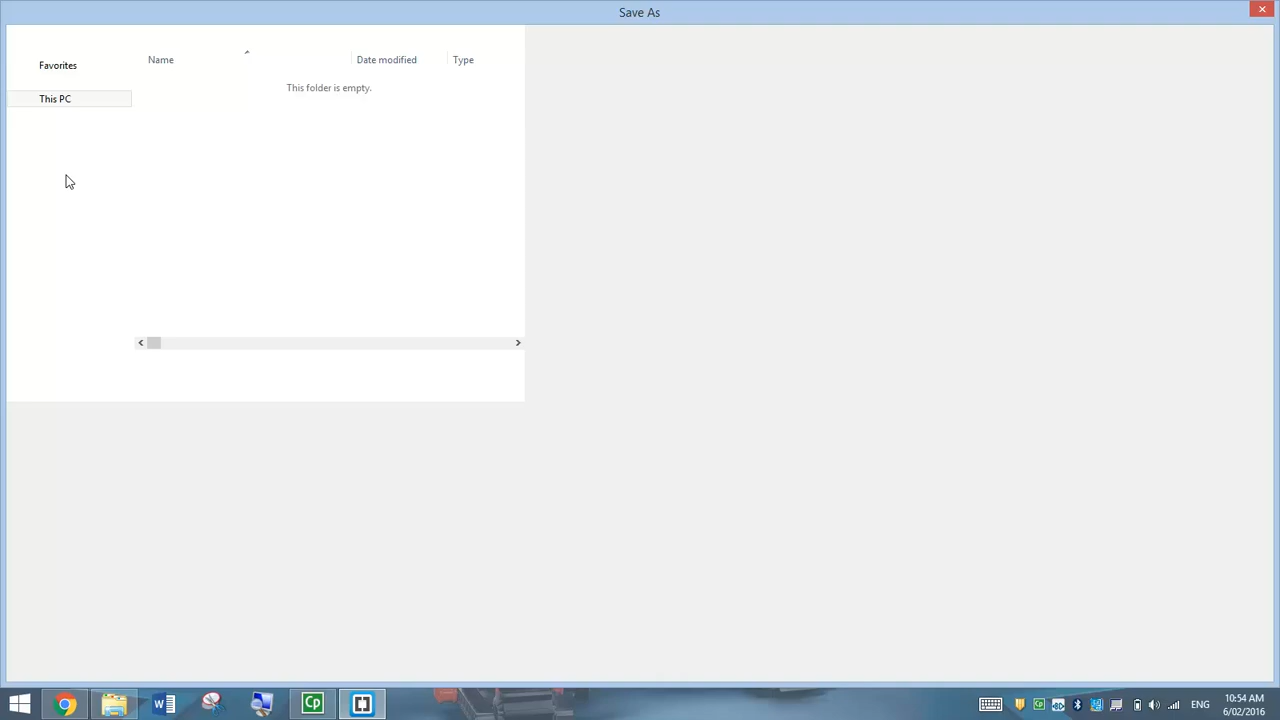 Save As
Favorites
Name
Date modified
Type
This folder is empty.
This PC
Cp
ENG
10:54 AM
6/02/2016